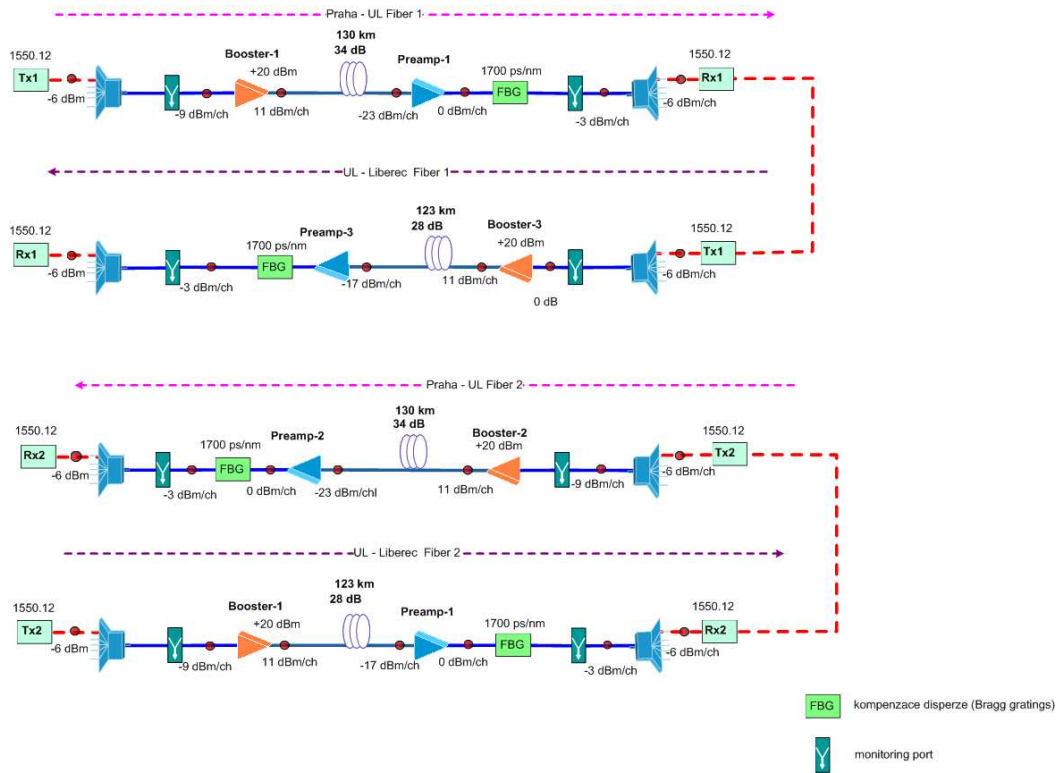 Praha - UL Fiber 1
1550.12
Tx1
-6 dBm
-9 dBm/ch
Booster-1
+20 dBm
11 dBm/ch
130 km
34 dB
-23 dBm/ch
Preamp-1
0 dBm/ch
1700 ps/nm
FBG
-3 dBm/ch
1550.12
Rx1
-6 dBm/ch
UL - Liberec Fiber 1
1550.12
Rx1
-6 dBm
-3 dBm/ch
1700 ps/nm
FBG
Preamp-3
-17 dBm/ch
123 km
28 dB
11 dBm/ch
Booster-3
+20 dBm
0 dB
1550.12
Tx1
-6 dBm/ch
Praha - UL Fiber 2
1550.12
Rx2
-6 dBm
-3 dBm/ch
1700 ps/nm
FBG
0 dBm/ch
Preamp-2
-23 dBm/chl
130 km
34 dB
11 dBm/ch
Booster-2
+20 dBm
-9 dBm/ch
1550.12
Tx2
-6 dBm/ch
UL - Liberec Fiber 2
1550.12
Tx2
-6 dBm
-9 dBm/ch
Booster-1
+20 dBm
11 dBm/ch
123 km
28 dB
-17 dBm/ch
Preamp-1
0 dBm/ch
1700 ps/nm
FBG
-3 dBm/ch
1550.12
Rx2
-6 dBm/ch
FBG
kompenzace disperze (Bragg gratings)
monitoring port